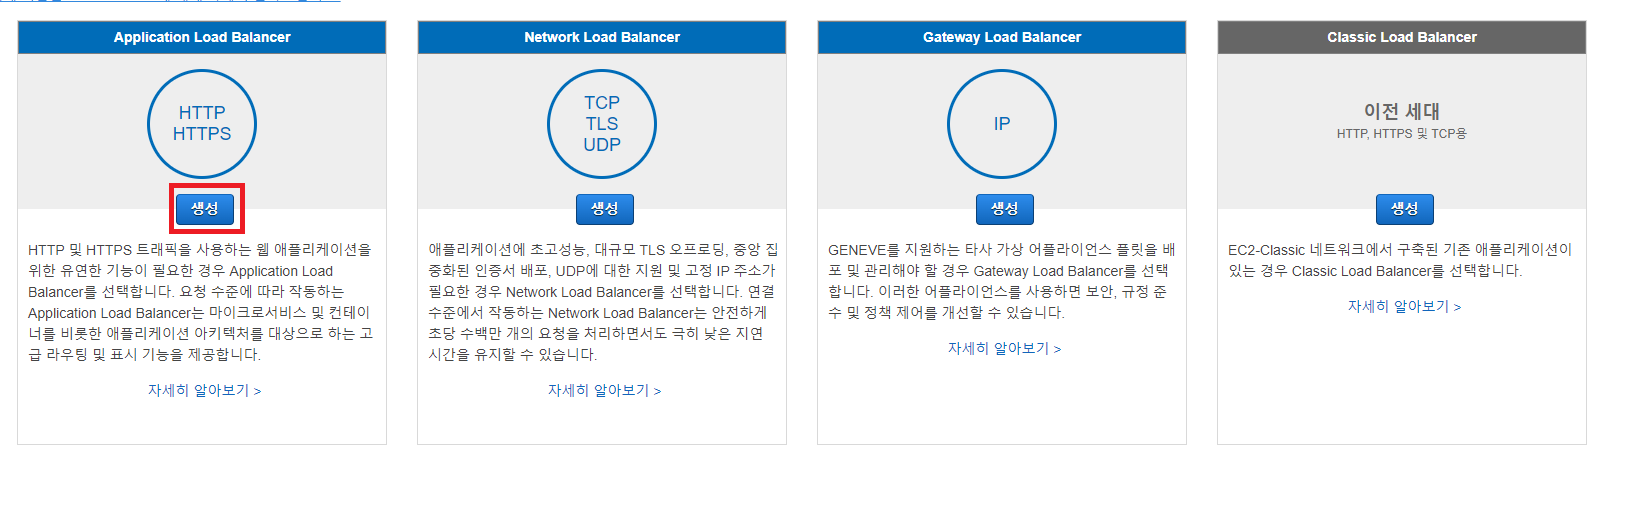 Application Load Balancer
HTTP
HTTPS
생성
HTTP 및 HTTPS 트래픽을 사용하는 웹 애플리케이션을
위한 유연한 기능이 필요한 경우 Application Load
Balancer를 선택합니다. 요청 수준에 따라 작동하는
Application Load Balancer는 마이크로서비스 및 컨테이
너를 비롯한 애플리케이션 아키텍처를 대상으로 하는 고
급 라우팅 및 표시 기능을 제공합니다.
자세히 알아보기 >
Network Load Balancer
TCP
TLS
UDP
생성
애플리케이션에 초고성능, 대규모 TLS 오프로딩, 중앙 집
중화된 인증서 배포, UDP에 대한 지원 및 고정 IP 주소가
필요한 경우 Network Load Balancer를 선택합니다. 연결
수준에서 작동하는 Network Load Balancer는 안전하게
초당 수백만 개의 요청을 처리하면서도 극히 낮은 지연
시간을 유지할 수 있습니다.
자세히 알아보기 >
Gateway Load Balancer
IP
생성
GENEVE를 지원하는 타사 가상 어플라이언스 플릿을 배
포 및 관리해야 할 경우 Gateway Load Balancer를 선택
합니다. 이러한 어플라이언스를 사용하면 보안, 규정 준
수 및 정책 제어를 개선할 수 있습니다.
자세히 알아보기 >
Classic Load Balancer
이전 세대
HTTP, HTTPS 및 TCP용
생성
EC2-Classic 네트워크에서 구축된 기존 애플리케이션이
있는 경우 Classic Load Balancer를 선택합니다.
자세히 알아보기 >